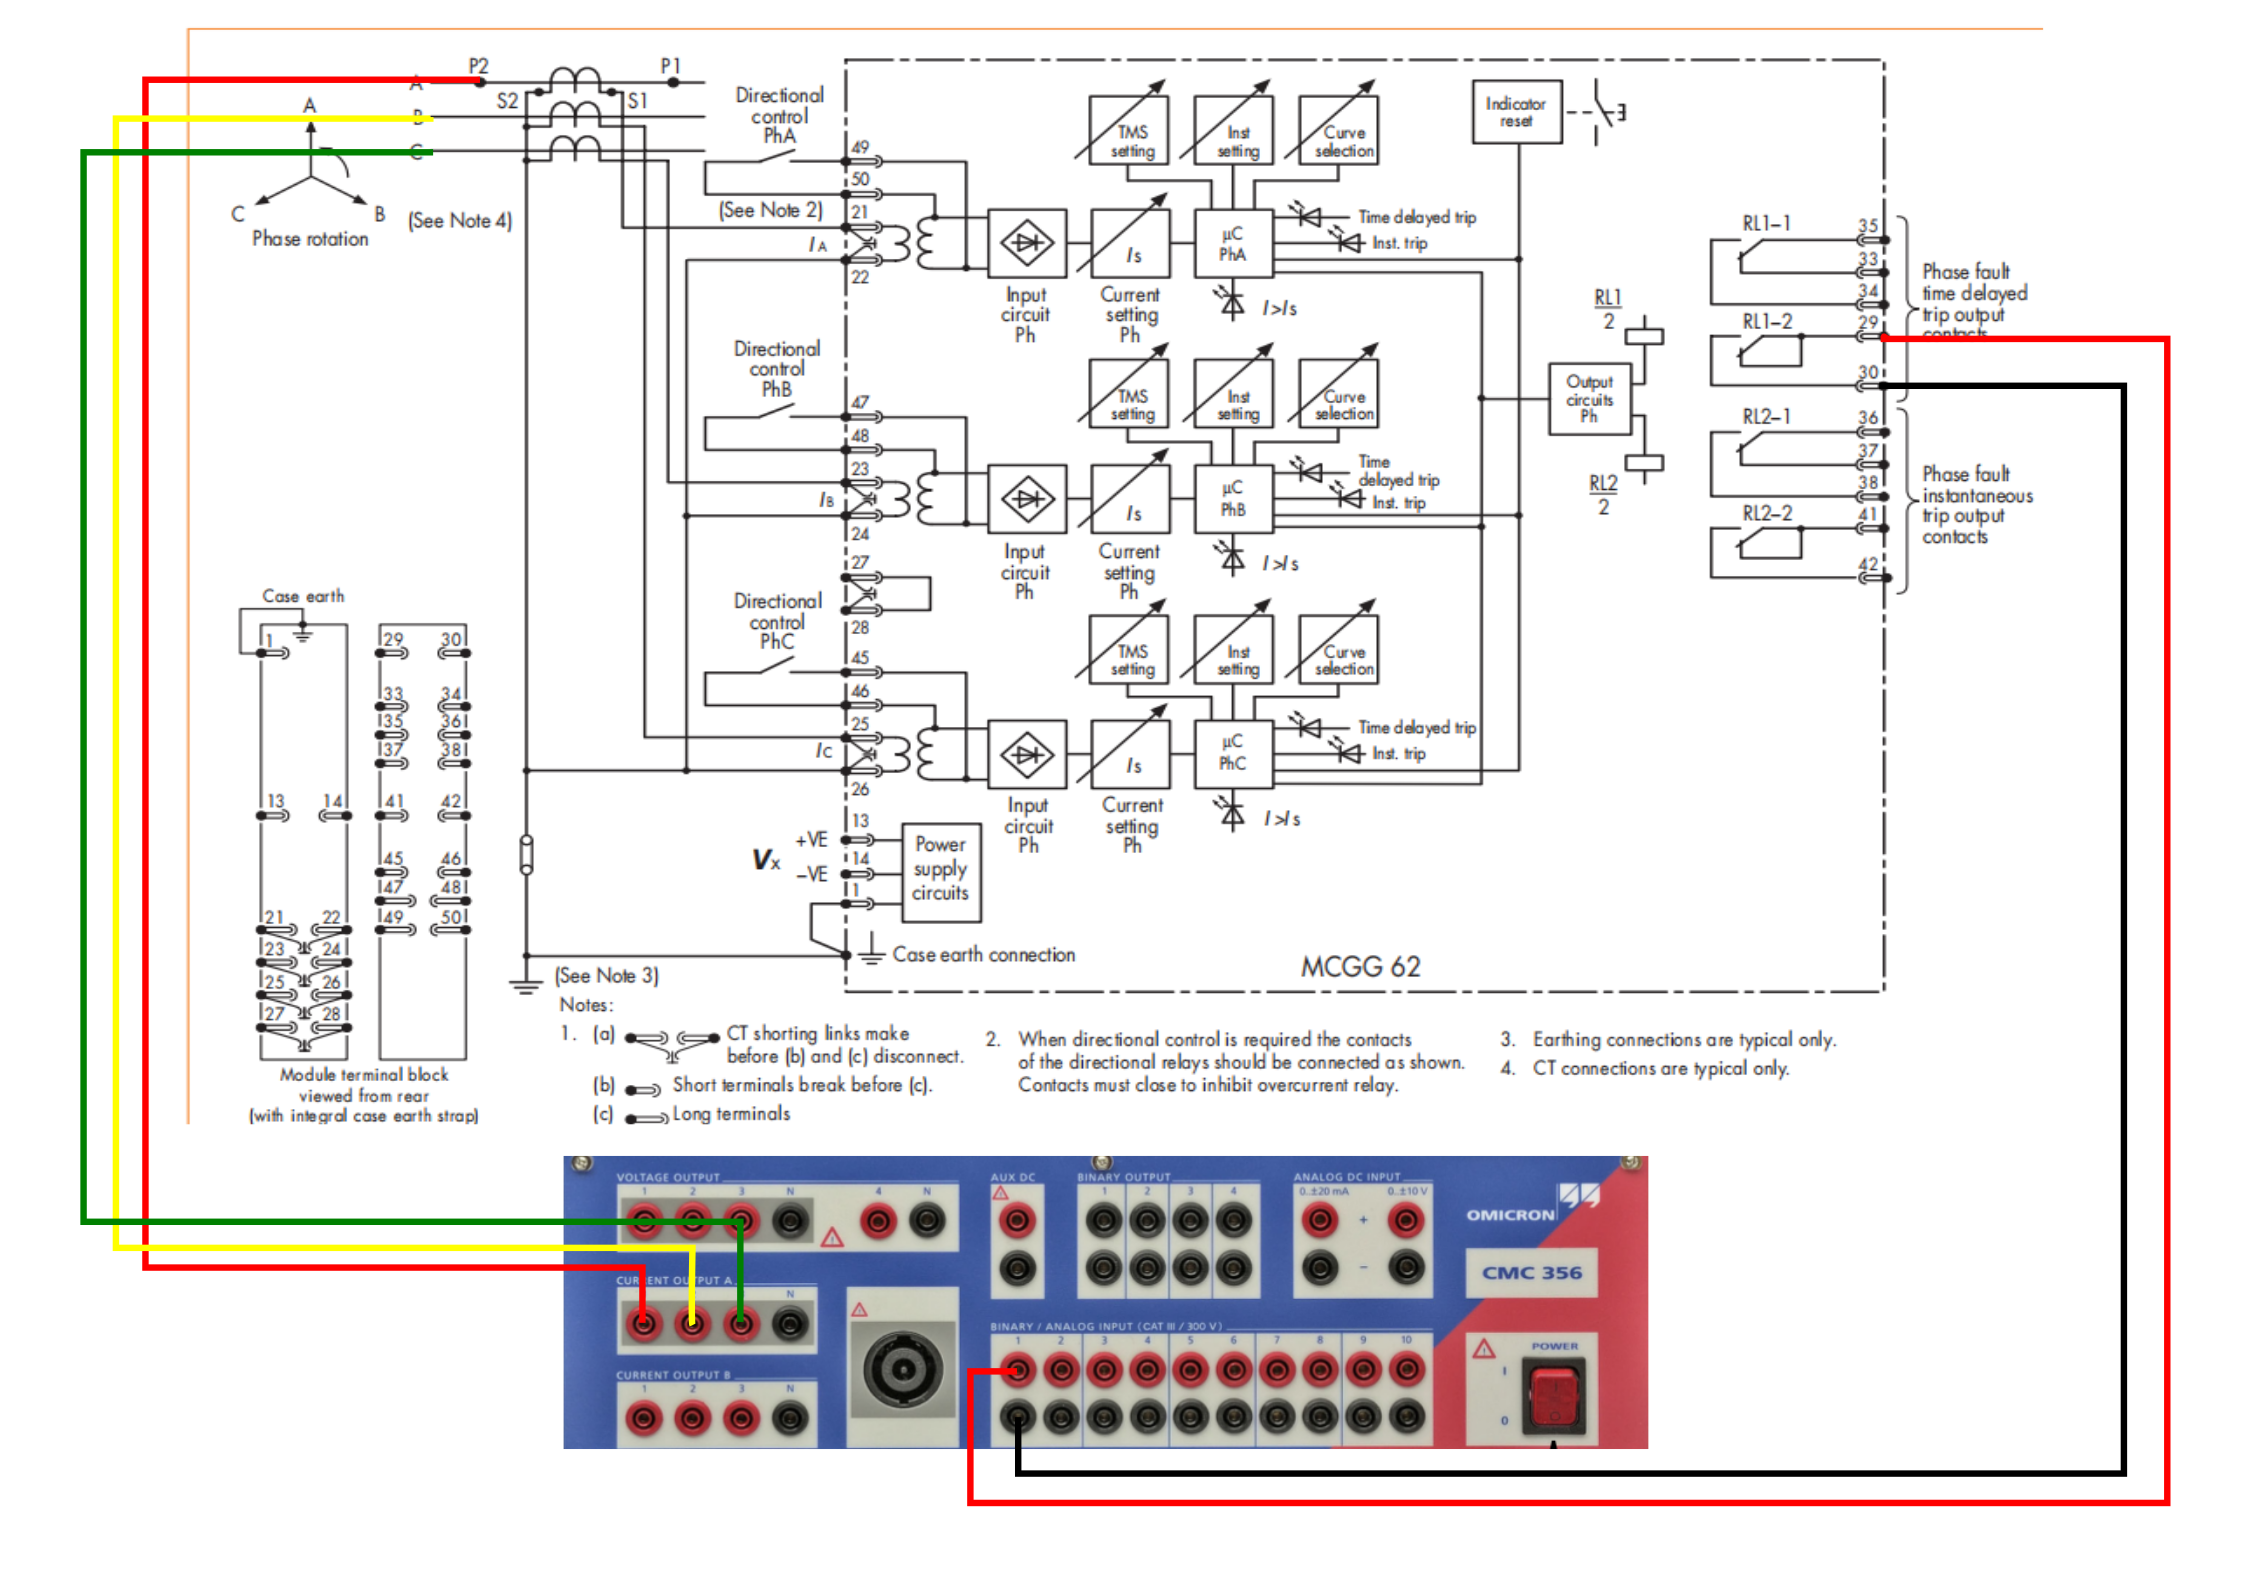 P2
P1
A
S2
S1
B
C
A
C
B
Phase rotation
(See Note 4)
Directional
control
PhA
49
50
(See Note 2)
21
IA
22
TMS
setting
Inst
setting
Curve
selection
Indicator
reset
Input
circuit
Ph
Is
Current
setting
Ph
µC
PhA
Time delayed trip
Inst. trip
I>Is
RL1
2
Output
circuits
Ph
RL2
2
RL1-1
35
33
34
RL1-2
29
30
Phase fault
time delayed
trip output
contacts
RL2-1
36
37
38
RL2-2
41
42
Phase fault
instantaneous
trip output
contacts
Directional
control
PhB
47
48
23
IB
24
27
28
TMS
setting
Inst
setting
Curve
selection
Input
circuit
Ph
Is
Current
setting
Ph
µC
PhB
Time
delayed trip
Inst. trip
I>Is
Directional
control
PhC
45
46
25
IC
26
TMS
setting
Inst
setting
Curve
selection
Input
circuit
Ph
Is
Current
setting
Ph
µC
PhC
Time delayed trip
Inst. trip
I>Is
13
+VE
Vx
14
-VE
1
Power
supply
circuits
Case earth connection
MCGG 62
Case earth
1
29 30
33 34
35 36
37 38
13 14
41 42
45 46
47 48
21 22
49 50
23 24
25 26
27 28
Module terminal block
viewed from rear
(with integral case earth strap)
(See Note 3)
Notes:
1. (a) CT shorting links make
before (b) and (c) disconnect.
(b) Short terminals break before (c).
(c) Long terminals
2. When directional control is required the contacts
of the directional relays should be connected as shown.
Contacts must close to inhibit overcurrent relay.
3. Earthing connections are typical only.
4. CT connections are typical only.
VOLTAGE OUTPUT
1 2 3 N 4 N
AUX DC
BINARY OUTPUT
1 2 3 4
ANALOG DC INPUT
0..±20 mA 0..±10 V
+
−
OMICRON
CMC 356
CURRENT OUTPUT A
N
BINARY / ANALOG INPUT (CAT III / 300 V)
1 2 3 4 5 6 7 8 9 10
POWER
I
0
CURRENT OUTPUT B
1 2 3 N